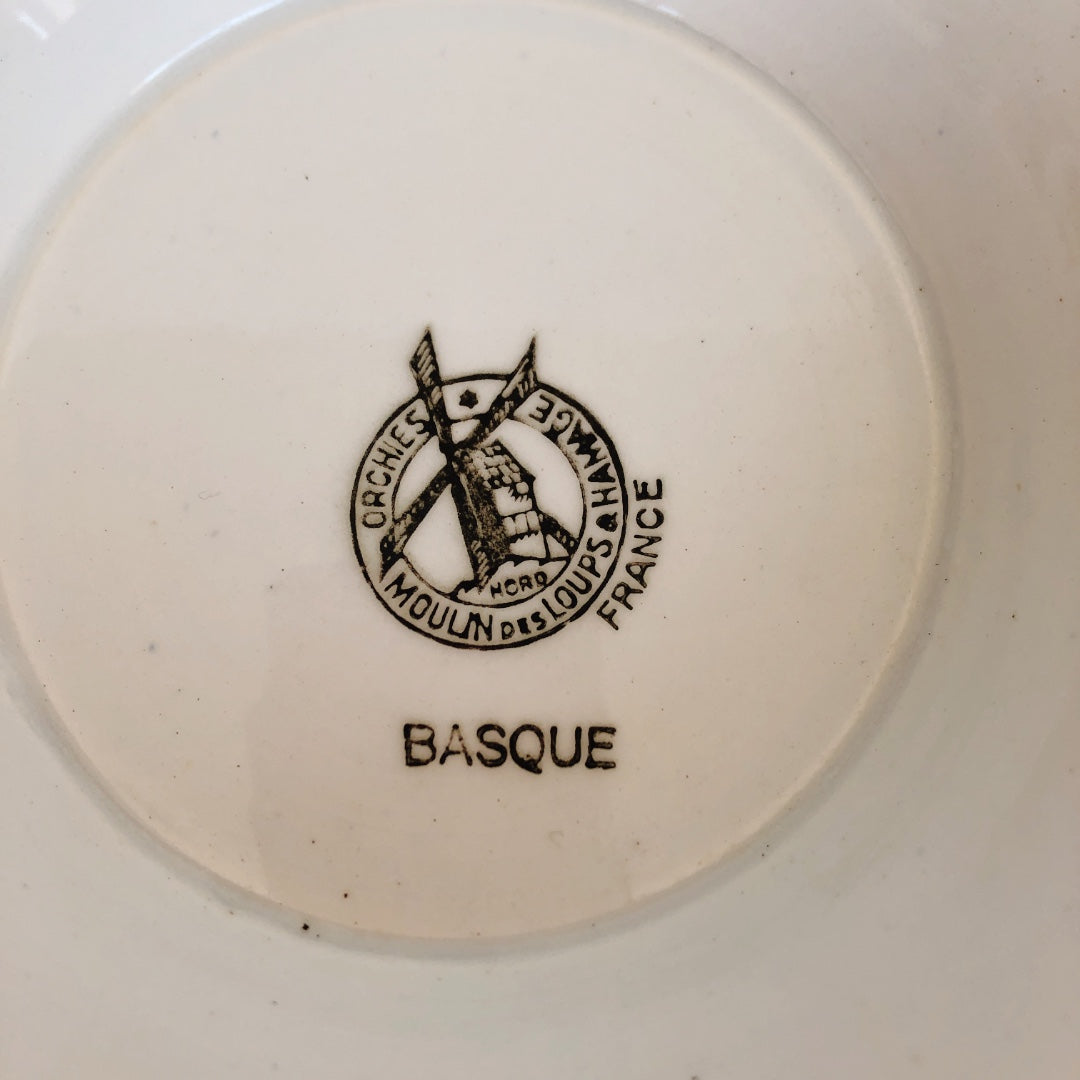 ORCHIES
MOULIN DES LOUPS & HAMAGE
NORD
FRANCE
BASQUE